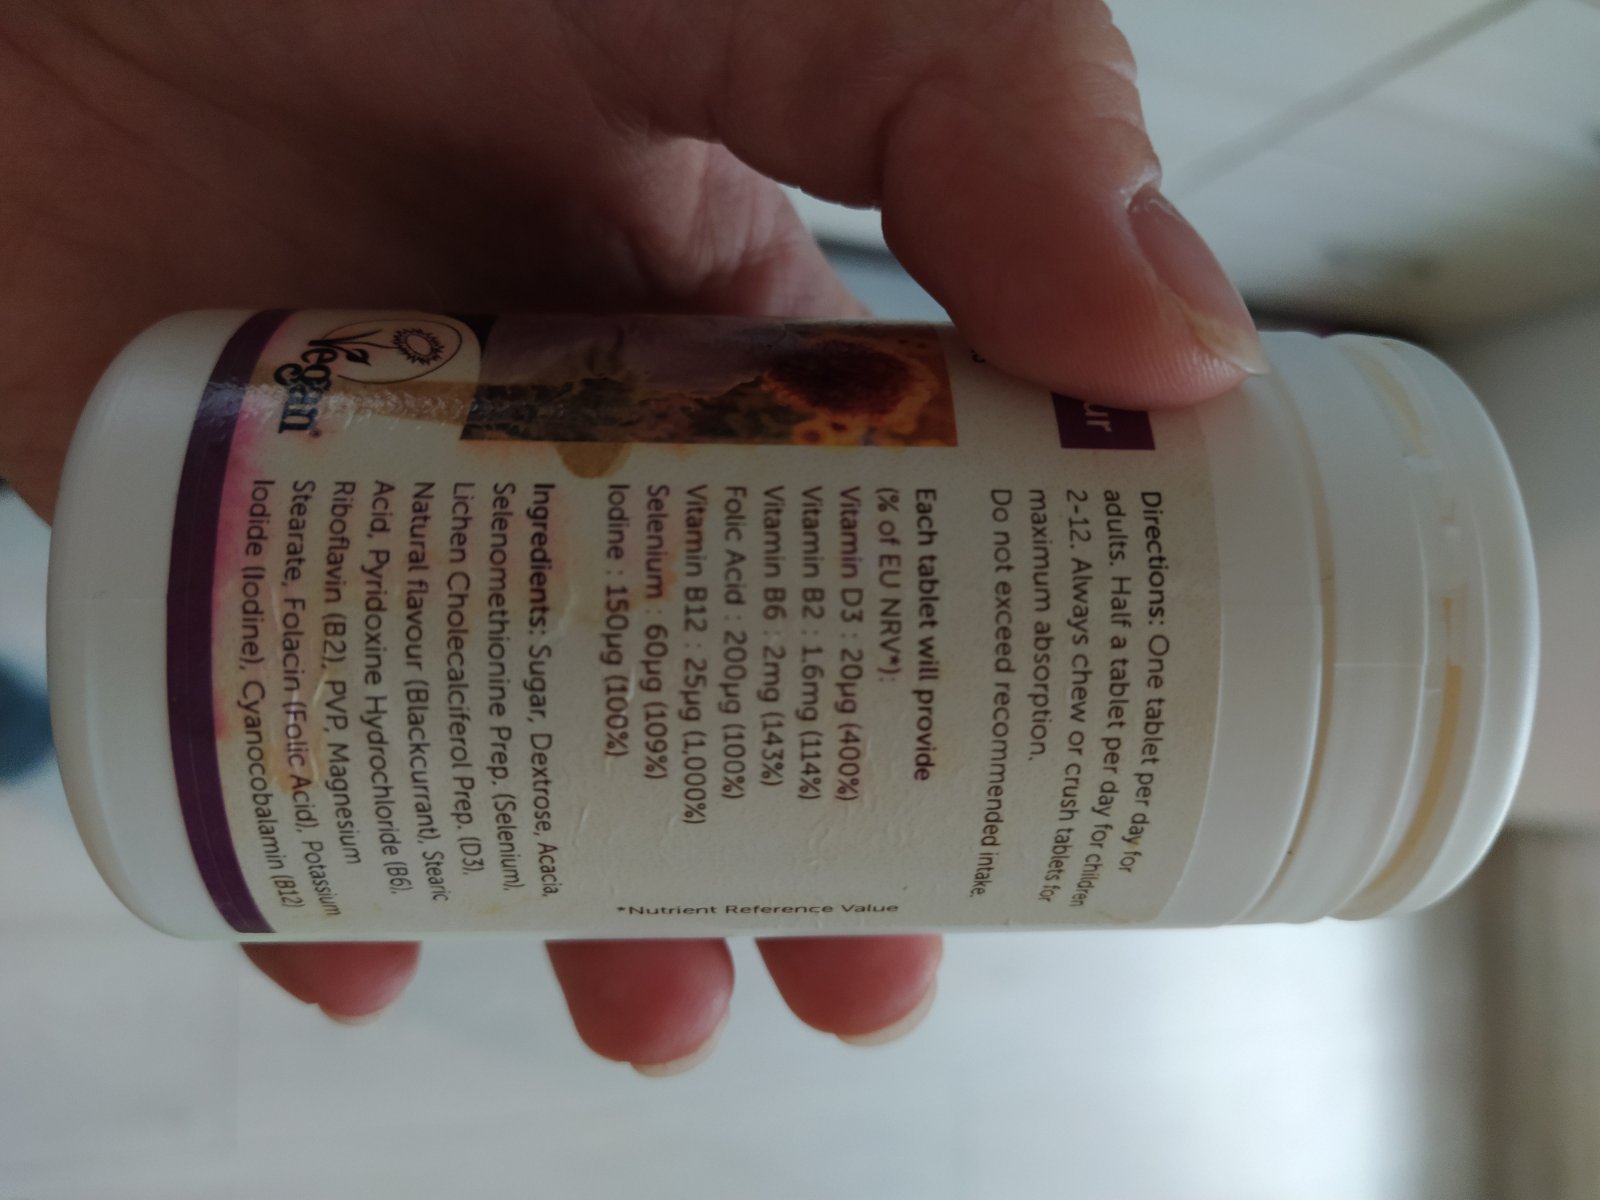 ur
Directions: One tablet per day for
adults. Half a tablet per day for children
2-12. Always chew or crush tablets for
maximum absorption.
Do not exceed recommended intake.
Each tablet will provide
(% of EU NRV*):
Vitamin D3 : 20µg (400%)
Vitamin B2 : 1.6mg (114%)
Vitamin B6 : 2mg (143%)
Folic Acid : 200µg (100%)
Vitamin B12 : 25µg (1,000%)
Selenium : 60µg (109%)
Iodine : 150µg (100%)
*Nutrient Reference Value
Ingredients: Sugar, Dextrose, Acacia,
Selenomethionine Prep. (Selenium),
Lichen Cholecalciferol Prep. (D3),
Natural flavour (Blackcurrant), Stearic
Acid, Pyridoxine Hydrochloride (B6),
Riboflavin (B2), PVP, Magnesium
Stearate, Folacin (Folic Acid), Potassium
Iodide (Iodine), Cyanocobalamin (B12)
Vegan®